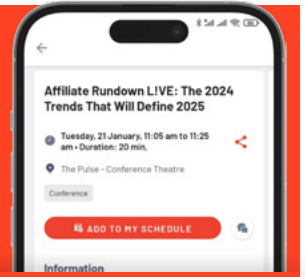 Affiliate Rundown L!VE: The 2024
Trends That Will Define 2025
Tuesday, 21 January, 11:05 am to 11:25
am • Duration: 20 min,
The Pulse - Conference Theatre
Conference
ADD TO MY SCHEDULE
Information